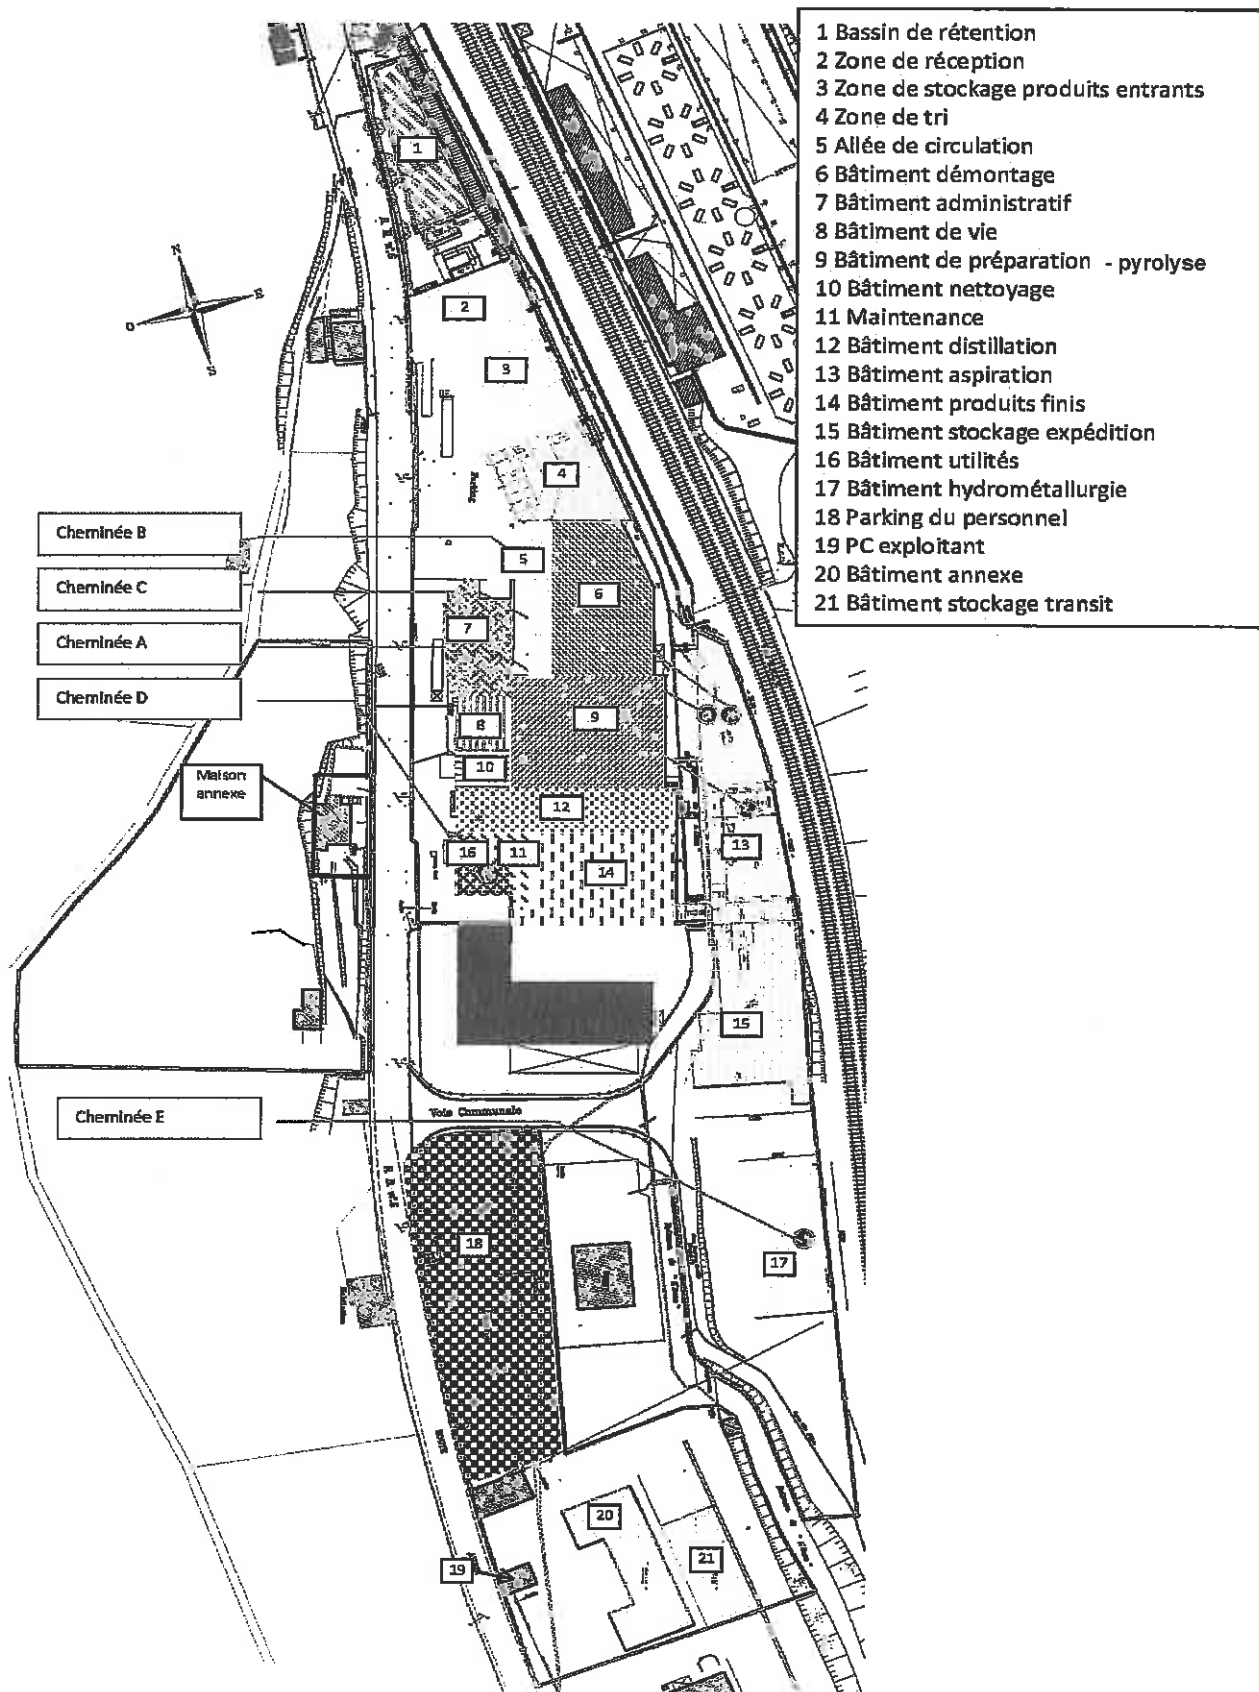 1 Bassin de rétention
2 Zone de réception
3 Zone de stockage produits entrants
4 Zone de tri
5 Allée de circulation
6 Bâtiment démontage
7 Bâtiment administratif
8 Bâtiment de vie
9 Bâtiment de préparation - pyrolyse
10 Bâtiment nettoyage
11 Maintenance
12 Bâtiment distillation
13 Bâtiment aspiration
14 Bâtiment produits finis
15 Bâtiment stockage expédition
16 Bâtiment utilités
17 Bâtiment hydrométallurgie
18 Parking du personnel
19 PC exploitant
20 Bâtiment annexe
21 Bâtiment stockage transit
1
N
E
O
S
2
3
4
Parking
Cheminée B
5
Cheminée C
6
7
Cheminée A
Cheminée D
8
9
10
Maison
annexe
12
13
16
11
14
15
Cheminée E
Voie Communale
18
17
20
21
19